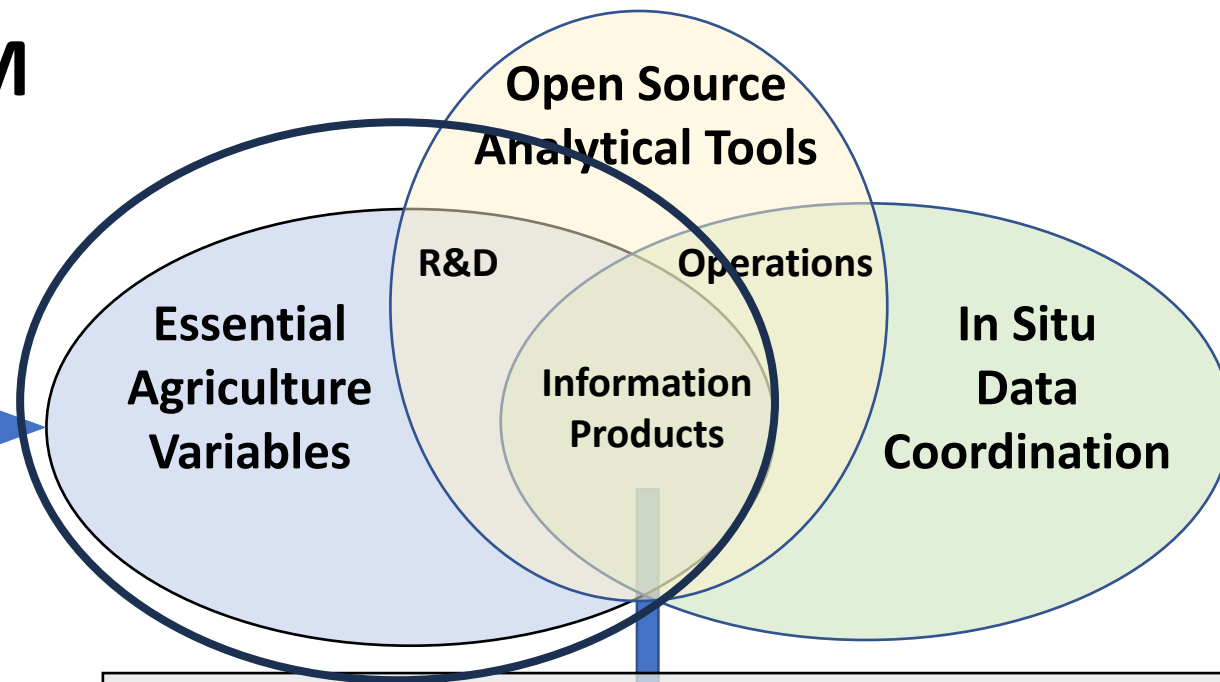 M
Open Source
Analytical Tools
R&D
Operations
Essential
Agriculture
Variables
Information
Products
In Situ
Data
Coordination